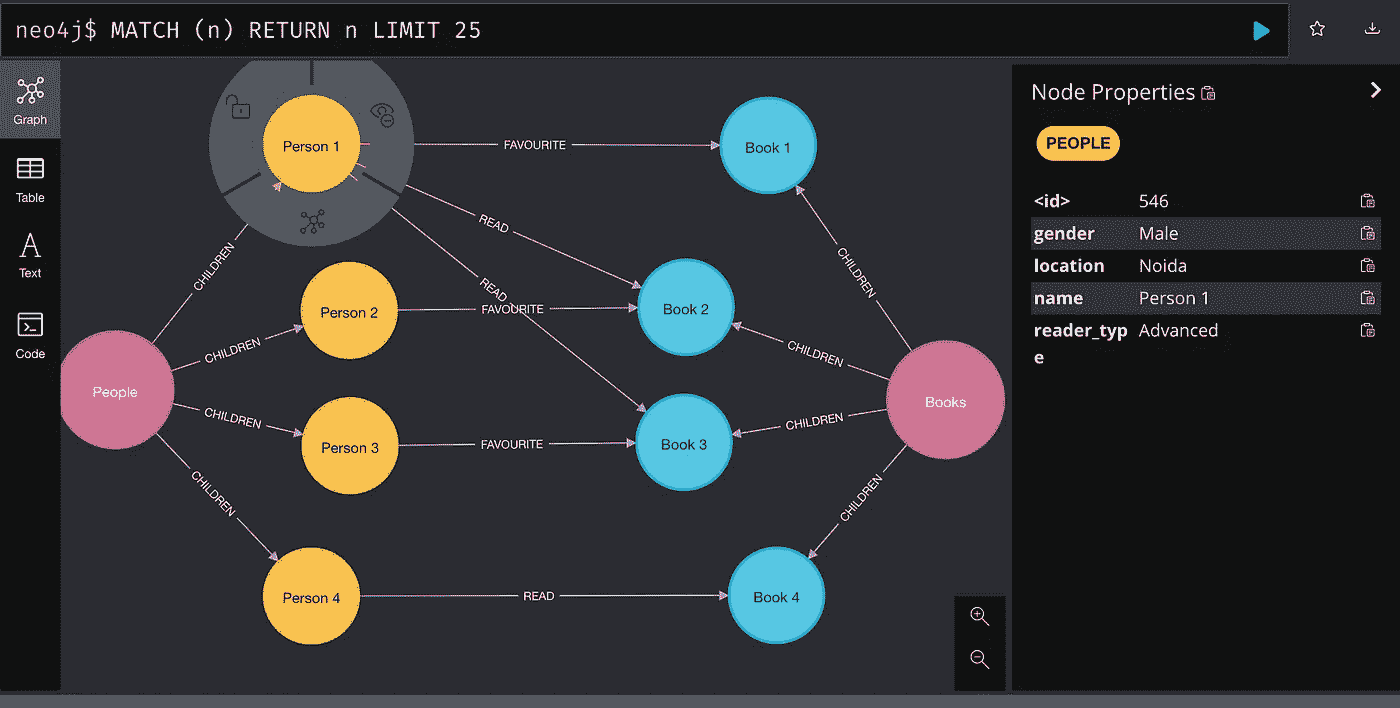 neo4j$ MATCH (n) RETURN n LIMIT 25
Graph
Table
Text
Code
Person 1
FAVOURITE
Book 1
READ
READ
CHILDREN
CHILDREN
Person 2
FAVOURITE
Book 2
CHILDREN
CHILDREN
People
Books
CHILDREN
CHILDREN
Person 3
FAVOURITE
Book 3
CHILDREN
CHILDREN
Person 4
READ
Book 4
Node Properties
PEOPLE
<id> 546
gender Male
location Noida
name Person 1
reader_typ Advanced
e